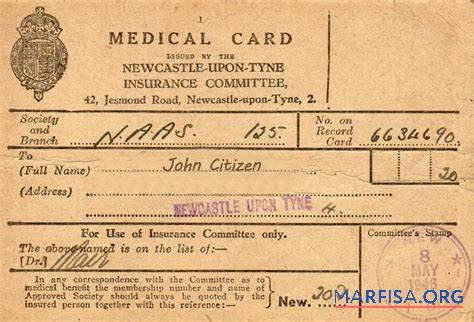 1
MEDICAL CARD
ISSUED BY THE
NEWCASTLE-UPON-TYNE
INSURANCE COMMITTEE,
42, Jesmond Road, Newcastle-upon-Tyne, 2.
Society and Branch N.A.A.S. 125. No. on Record Card 6634690.
To
(Full Name) John Citizen 20
(Address)
NEWCASTLE UPON TYNE 4.
For Use of Insurance Committee only. Committee's Stamp
The above named is on the list of:—
[Dr.]
In any correspondence with the Committee as to
medical benefit the membership number and name of
Approved Society should always be quoted by the
insured person together with this reference:—
New. 208
8
MAY
MARFISA.ORG